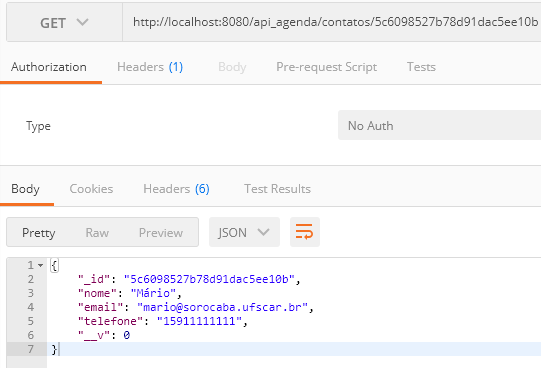 GET http://localhost:8080/api_agenda/contatos/5c6098527b78d91dac5ee10b
Authorization Headers (1) Body Pre-request Script Tests
Type No Auth
Body Cookies Headers (6) Test Results
Pretty Raw Preview JSON
1 {
2 "_id": "5c6098527b78d91dac5ee10b",
3 "nome": "Mário",
4 "email": "mario@sorocaba.ufscar.br",
5 "telefone": "15911111111",
6 "__v": 0
7 }